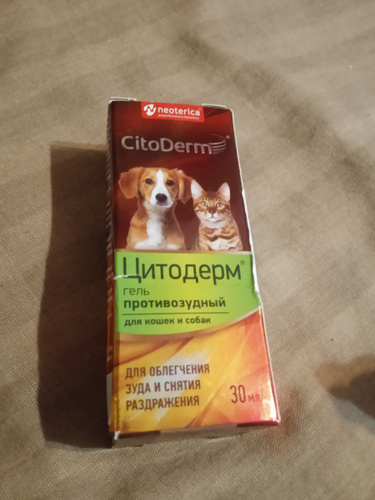 neoterica
CitoDerm®
Цитодерм®
гель
противозудный
для кошек и собак
ДЛЯ ОБЛЕГЧЕНИЯ
ЗУДА И СНЯТИЯ
РАЗДРАЖЕНИЯ
30 мл